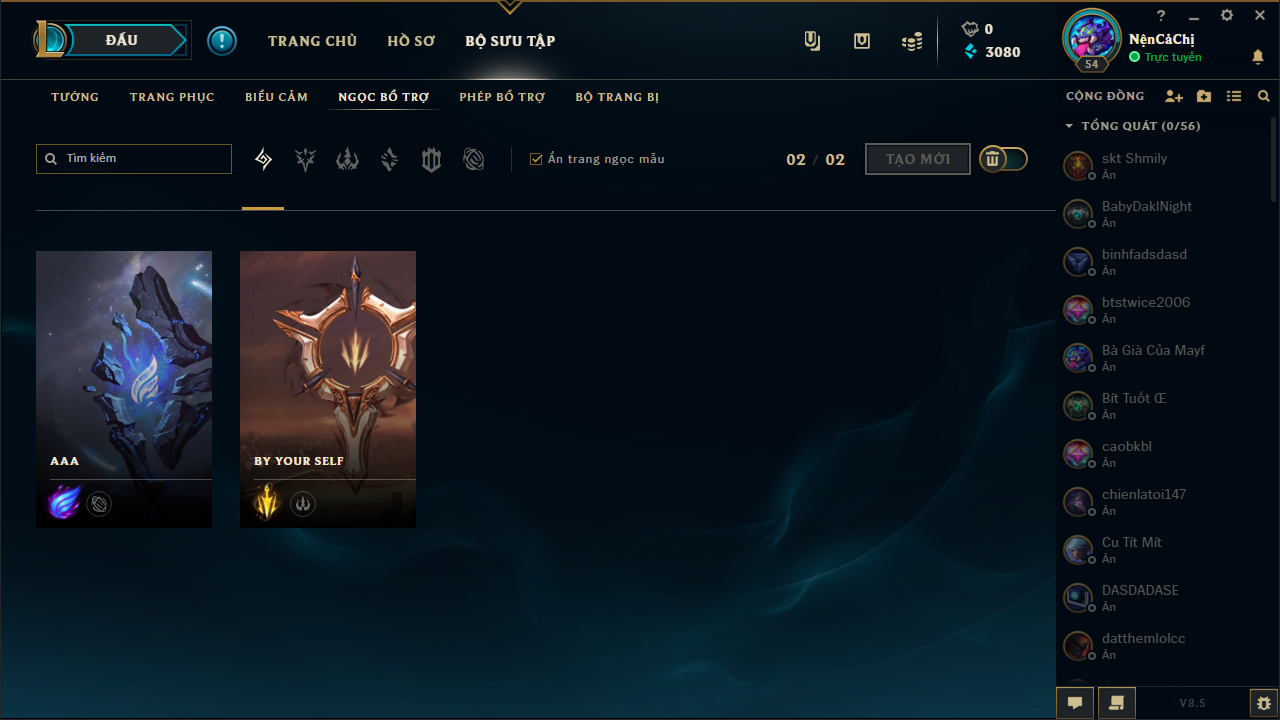 ĐẤU
TRANG CHỦ
HỒ SƠ
BỘ SƯU TẬP
0
3080
54
NệnCảChị
Trực tuyến
TƯỚNG
TRANG PHỤC
BIỂU CẢM
NGỌC BỔ TRỢ
PHÉP BỔ TRỢ
BỘ TRANG BỊ
Tìm kiếm
Ẩn trang ngọc mẫu
02 / 02
TẠO MỚI
AAA
BY YOUR SELF
CỘNG ĐỒNG
TỔNG QUÁT (0/56)
skt Shmily
Ẩn
BabyDaklNight
Ẩn
binhfadsdasd
Ẩn
btstwice2006
Ẩn
Bà Già Của Mayf
Ẩn
Bít Tuốt Œ
Ẩn
caobkbl
Ẩn
chienlatoi147
Ẩn
Cu Tít Mít
Ẩn
DASDADASE
Ẩn
datthemlolcc
Ẩn
V8.5